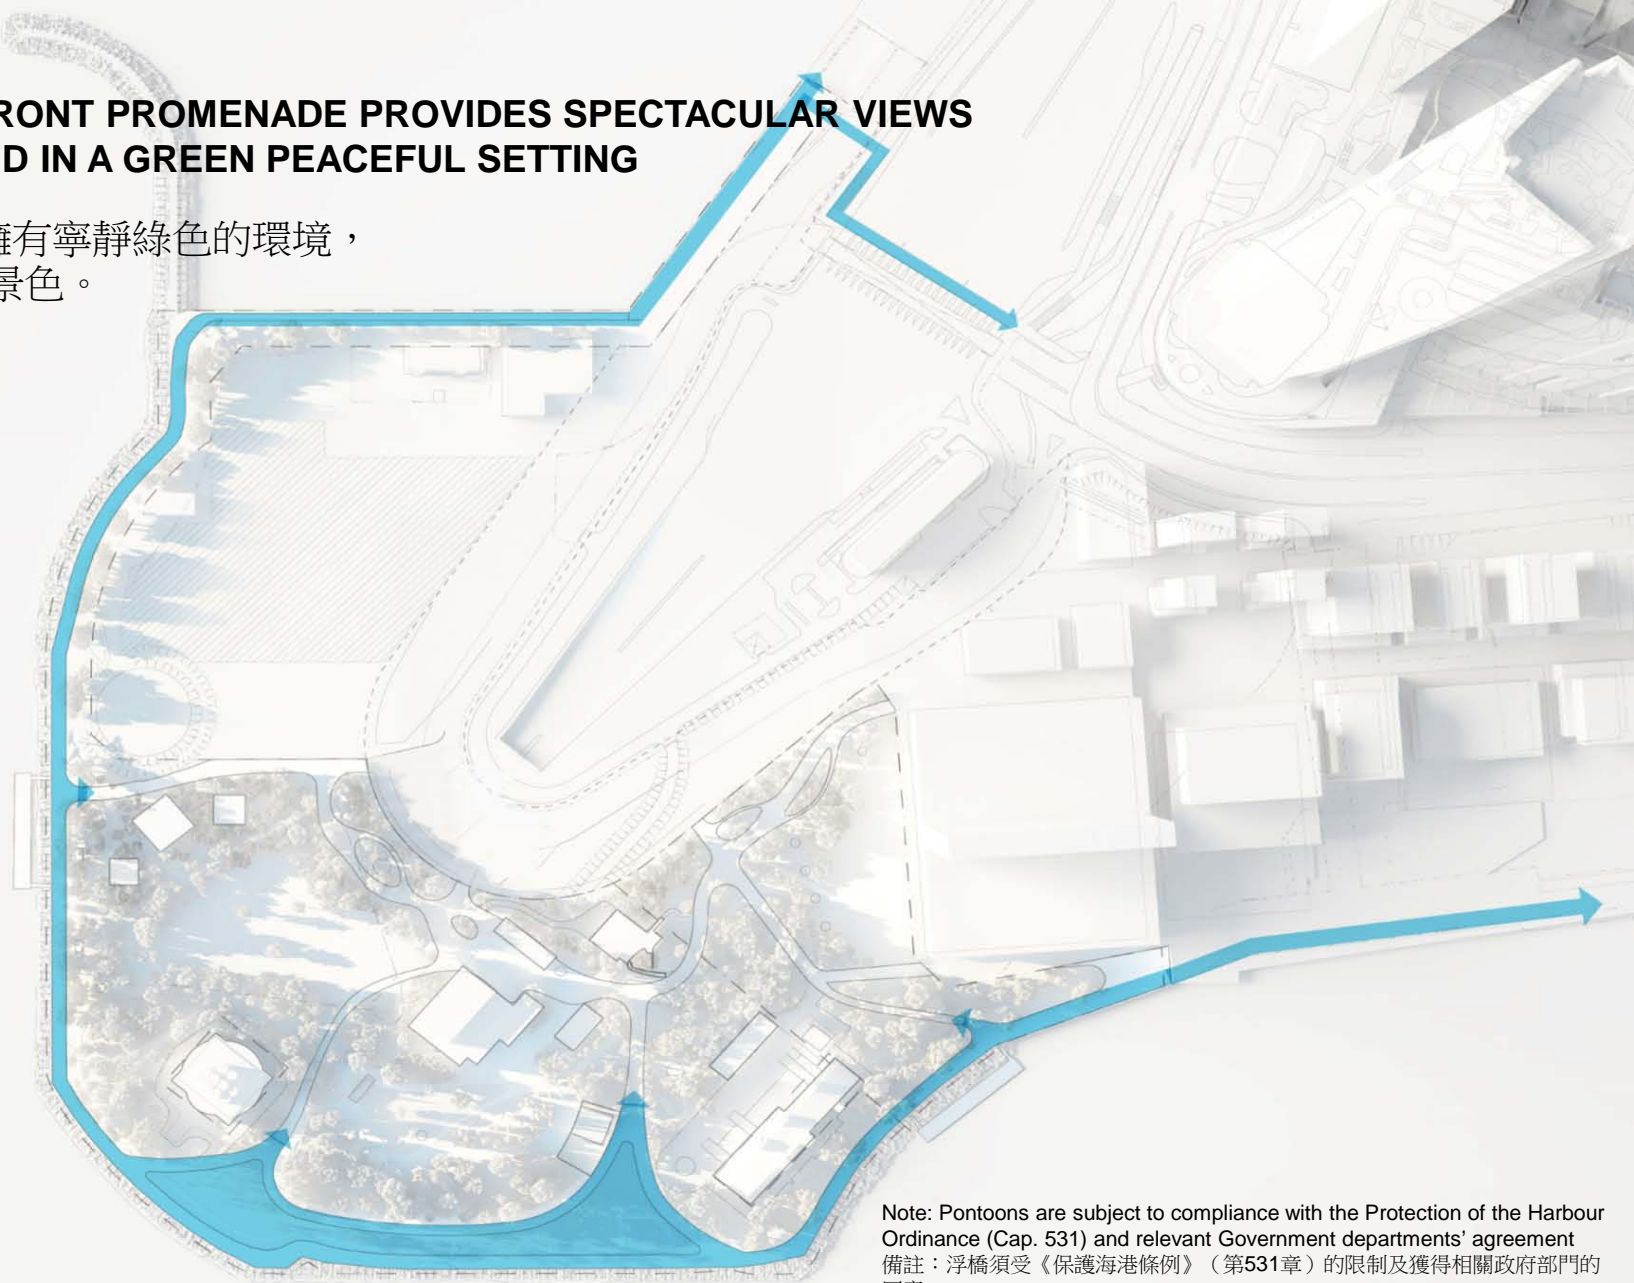 RONT PROMENADE PROVIDES SPECTACULAR VIEWS
D IN A GREEN PEACEFUL SETTING
擁有寧靜綠色的環境，
景色。
Note: Pontoons are subject to compliance with the Protection of the Harbour
Ordinance (Cap. 531) and relevant Government departments’ agreement
備註：浮橋須受《保護海港條例》（第531章）的限制及獲得相關政府部門的